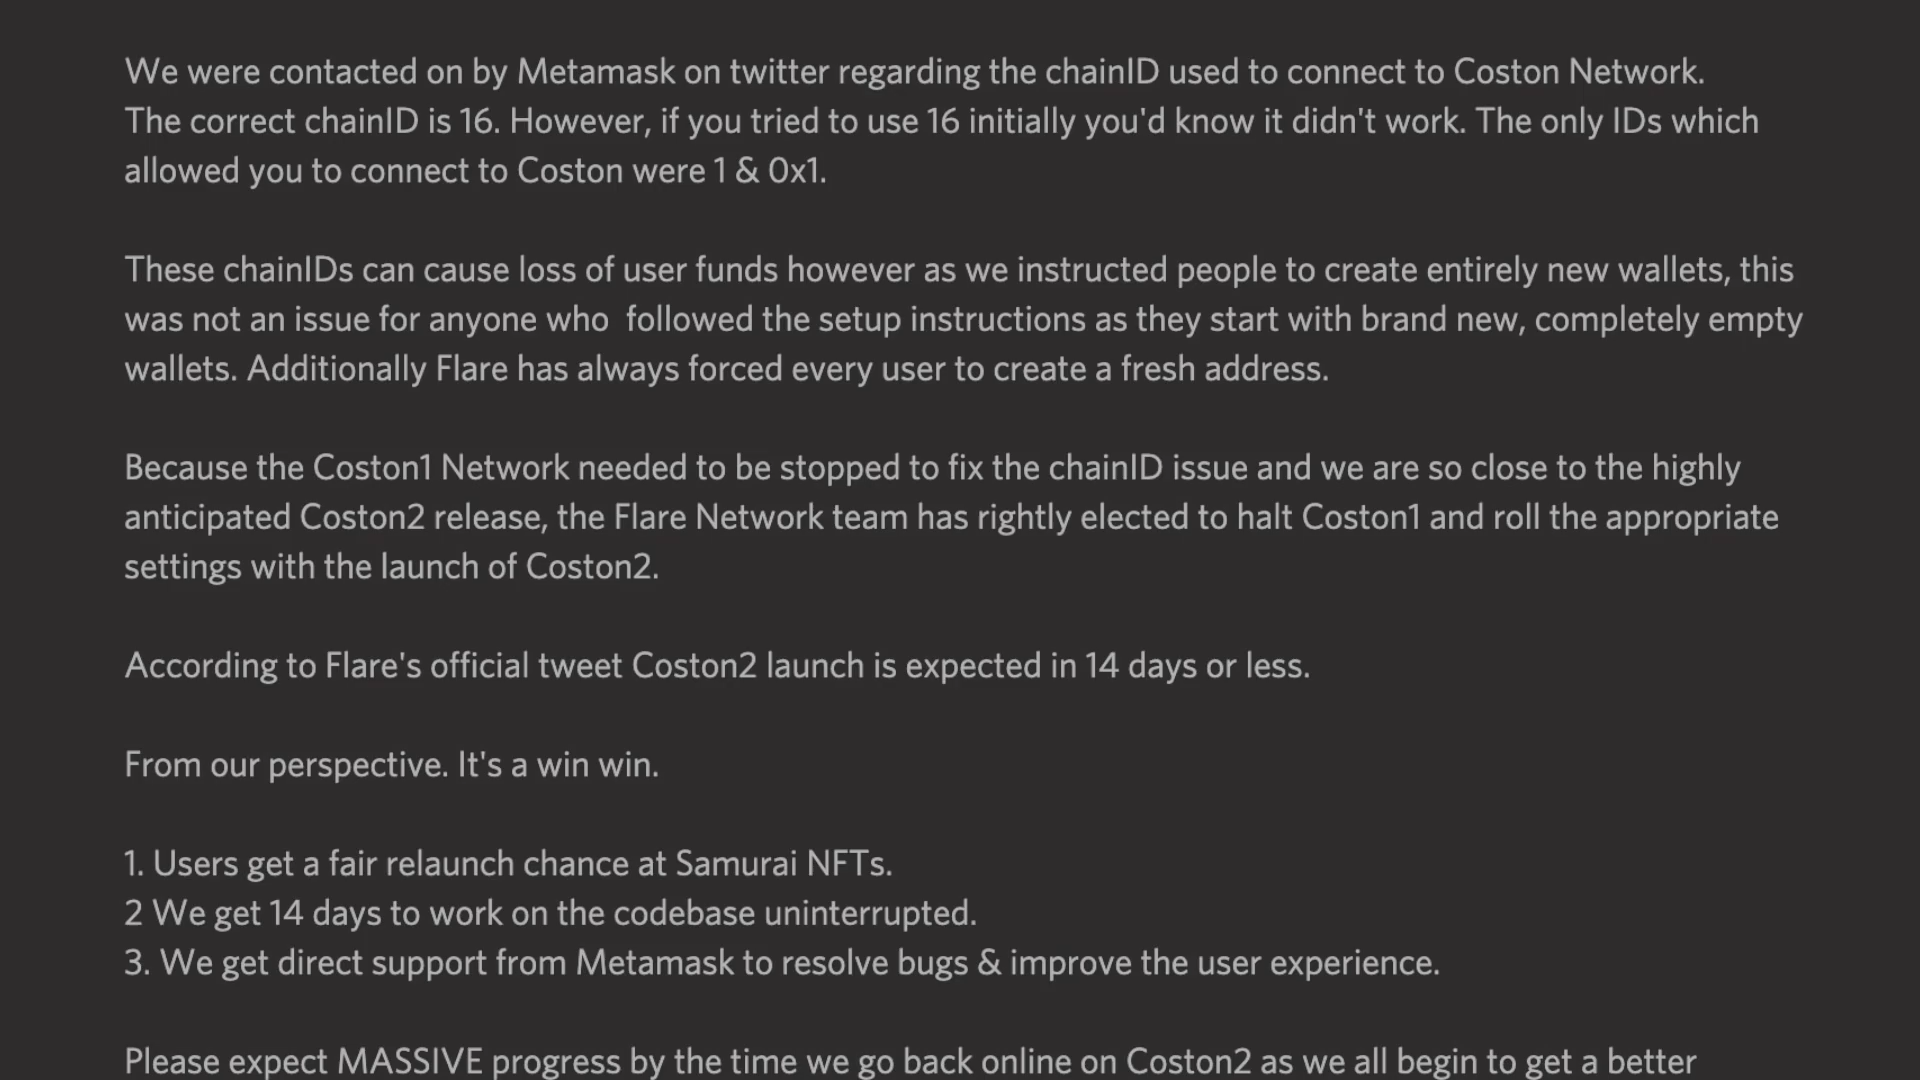 We were contacted on by Metamask on twitter regarding the chainID used to connect to Coston Network.
The correct chainID is 16. However, if you tried to use 16 initially you'd know it didn't work. The only IDs which
allowed you to connect to Coston were 1 & 0x1.
These chainIDs can cause loss of user funds however as we instructed people to create entirely new wallets, this
was not an issue for anyone who  followed the setup instructions as they start with brand new, completely empty
wallets. Additionally Flare has always forced every user to create a fresh address.
Because the Coston1 Network needed to be stopped to fix the chainID issue and we are so close to the highly
anticipated Coston2 release, the Flare Network team has rightly elected to halt Coston1 and roll the appropriate
settings with the launch of Coston2.
According to Flare's official tweet Coston2 launch is expected in 14 days or less.
From our perspective. It's a win win.
1. Users get a fair relaunch chance at Samurai NFTs.
2 We get 14 days to work on the codebase uninterrupted.
3. We get direct support from Metamask to resolve bugs & improve the user experience.
Please expect MASSIVE progress by the time we go back online on Coston2 as we all begin to get a better